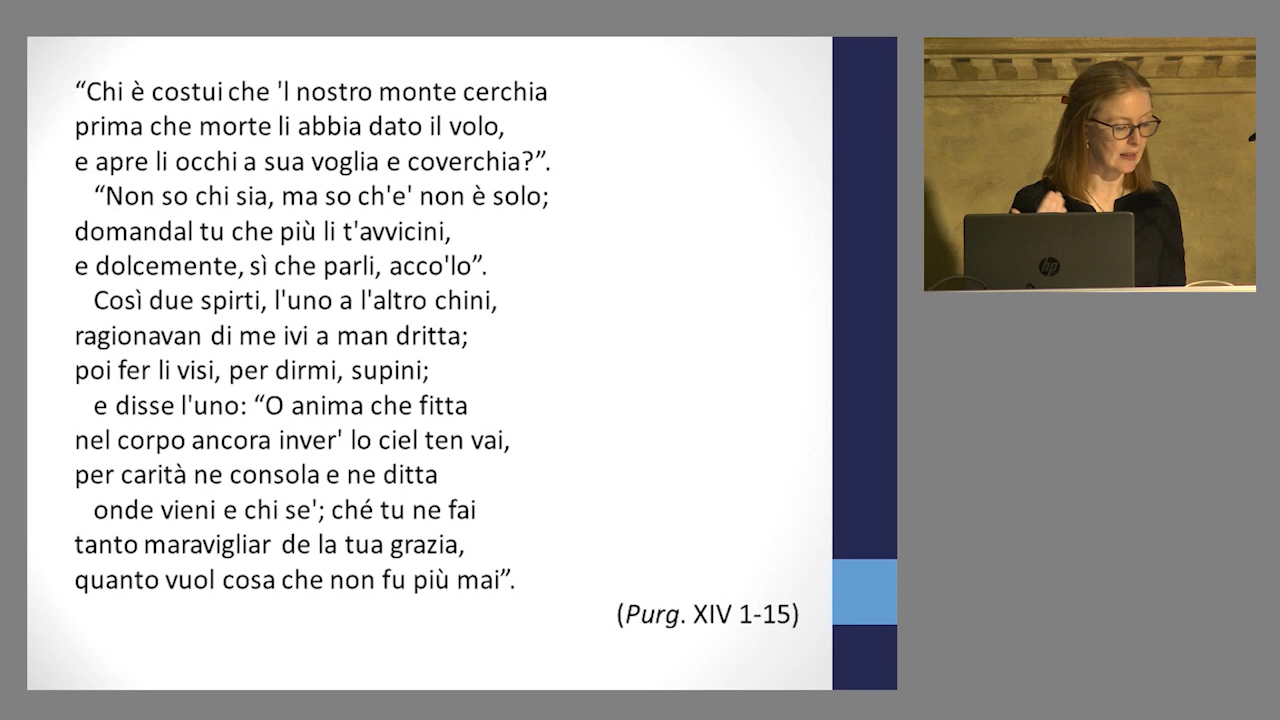 “Chi è costui che 'l nostro monte cerchia
prima che morte li abbia dato il volo,
e apre li occhi a sua voglia e coverchia?”.
“Non so chi sia, ma so ch'e' non è solo;
domandal tu che più li t'avvicini,
e dolcemente, sì che parli, acco'lo”.
Così due spirti, l'uno a l'altro chini,
ragionavan di me ivi a man dritta;
poi fer li visi, per dirmi, supini;
e disse l'uno: “O anima che fitta
nel corpo ancora inver' lo ciel ten vai,
per carità ne consola e ne ditta
onde vieni e chi se'; ché tu ne fai
tanto maravigliar de la tua grazia,
quanto vuol cosa che non fu più mai”.
(Purg. XIV 1-15)
hp